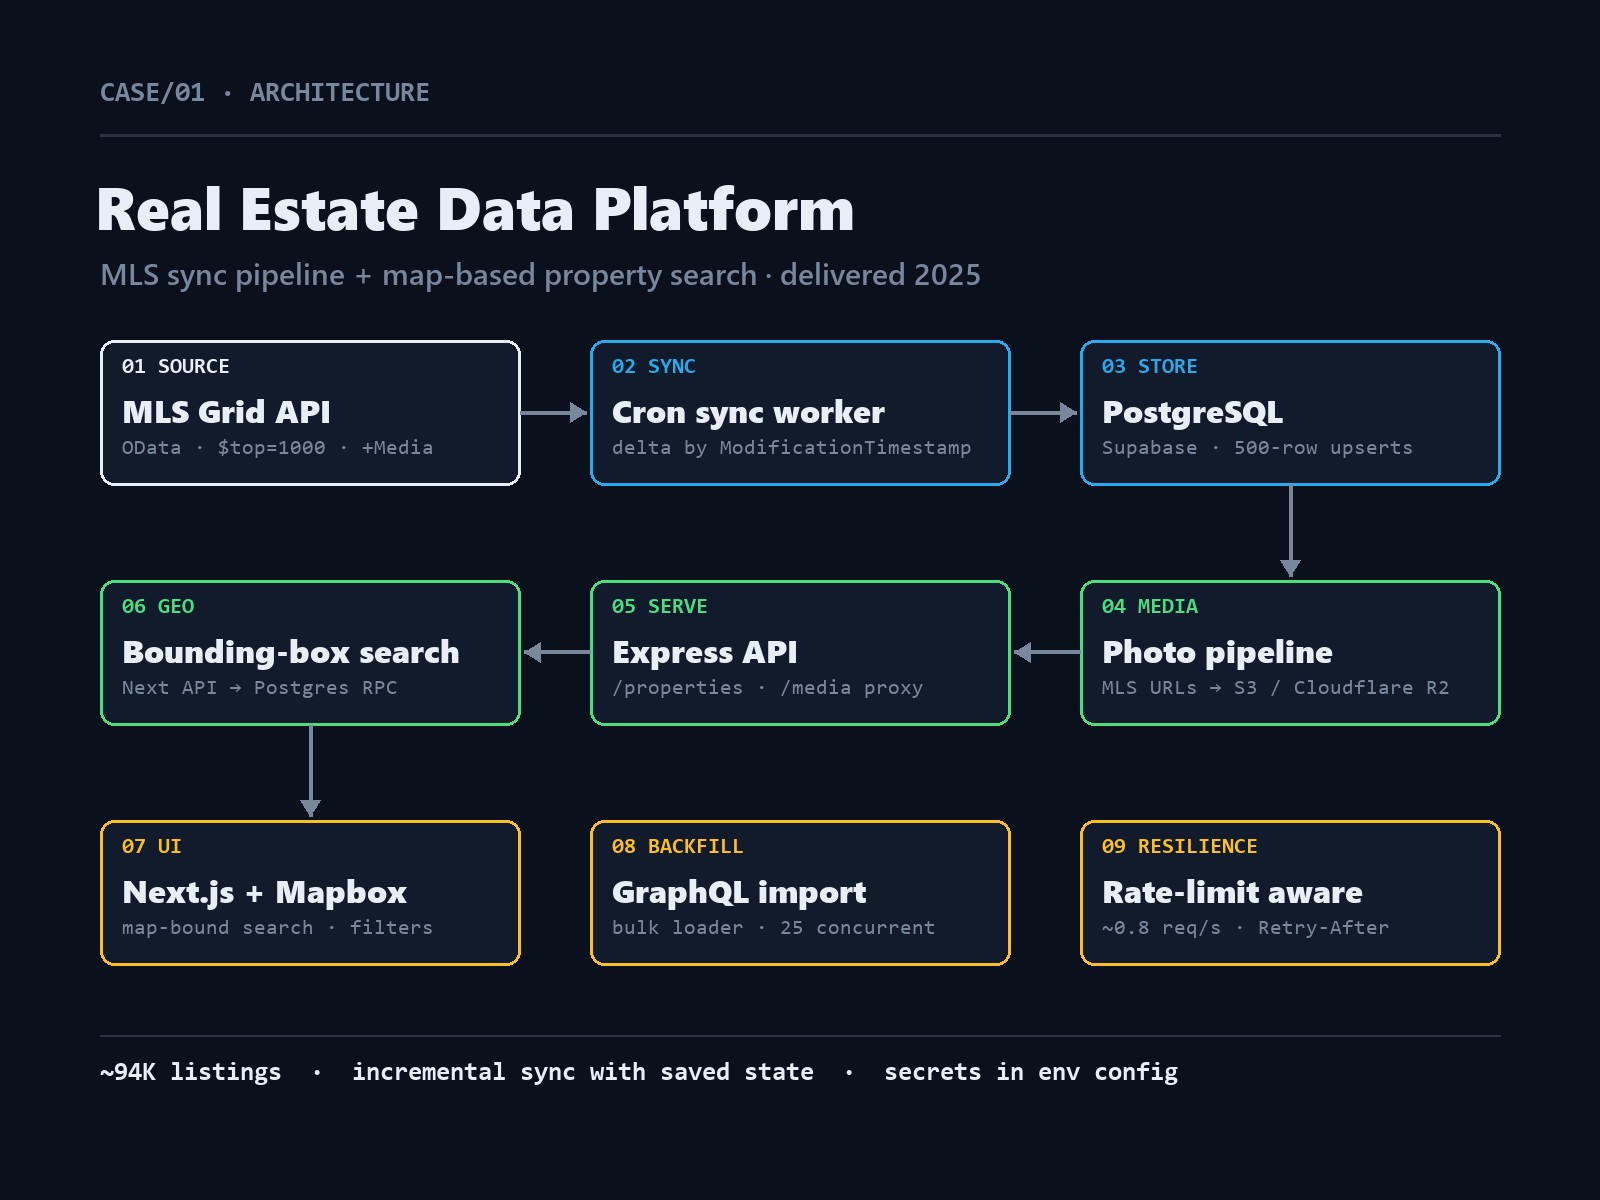 CASE/01 · ARCHITECTURE
Real Estate Data Platform
MLS sync pipeline + map-based property search · delivered 2025
01 SOURCE
MLS Grid API
OData · $top=1000 · +Media
02 SYNC
Cron sync worker
delta by ModificationTimestamp
03 STORE
PostgreSQL
Supabase · 500-row upserts
06 GEO
Bounding-box search
Next API → Postgres RPC
05 SERVE
Express API
/properties · /media proxy
04 MEDIA
Photo pipeline
MLS URLs → S3 / Cloudflare R2
07 UI
Next.js + Mapbox
map-bound search · filters
08 BACKFILL
GraphQL import
bulk loader · 25 concurrent
09 RESILIENCE
Rate-limit aware
~0.8 req/s · Retry-After
~94K listings · incremental sync with saved state · secrets in env config